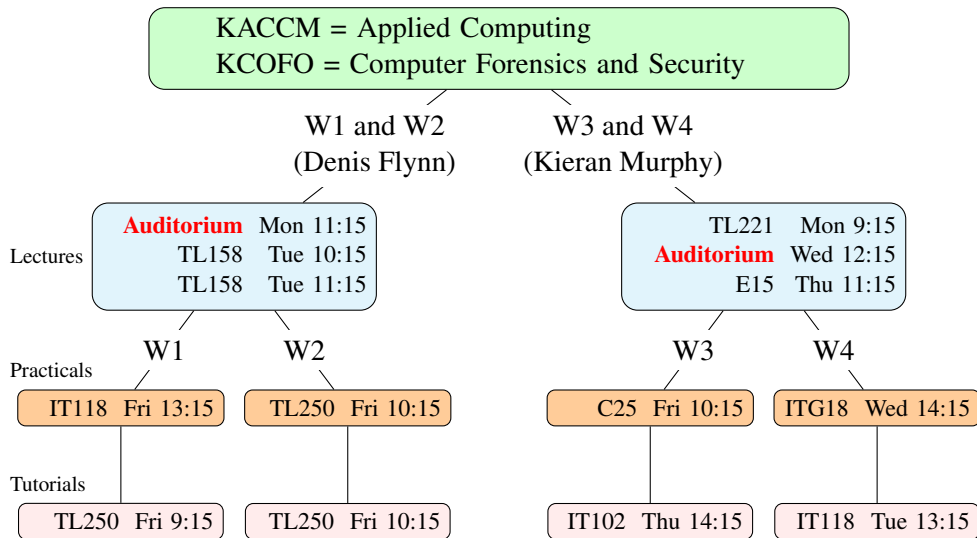 KACCM = Applied Computing
KCOFO = Computer Forensics and Security
W1 and W2
(Denis Flynn)
W3 and W4
(Kieran Murphy)
Lectures
Auditorium Mon 11:15
TL158 Tue 10:15
TL158 Tue 11:15
TL221 Mon 9:15
Auditorium Wed 12:15
E15 Thu 11:15
W1
W2
W3
W4
Practicals
IT118 Fri 13:15
TL250 Fri 10:15
C25 Fri 10:15
ITG18 Wed 14:15
Tutorials
TL250 Fri 9:15
TL250 Fri 10:15
IT102 Thu 14:15
IT118 Tue 13:15